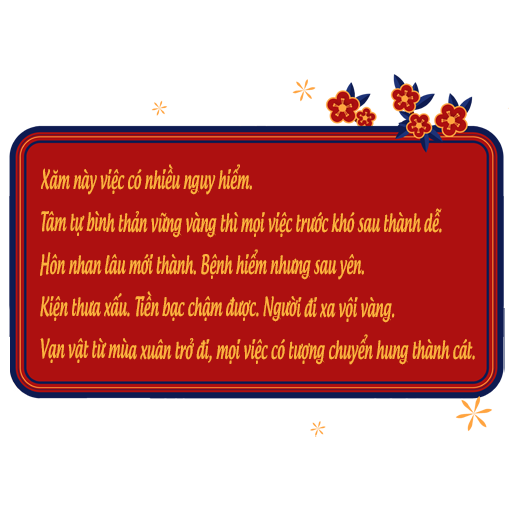 Xăm này việc có nhiều nguy hiểm.
Tâm tự bình thản vững vàng thì mọi việc trước khó sau thành dễ.
Hôn nhan lâu mới thành. Bệnh hiểm nhưng sau yên.
Kiện thưa xấu. Tiền bạc chậm được. Người đi xa vội vàng.
Vạn vật từ mùa xuân trở đi, mọi việc có tượng chuyển hung thành cát.